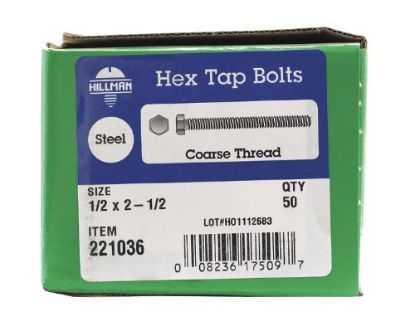 HILLMAN
Hex Tap Bolts
Steel
Coarse Thread
SIZE
QTY
1/2 x 2-1/2
50
LOT#H01112683
ITEM
221036
0 08236 17509 7